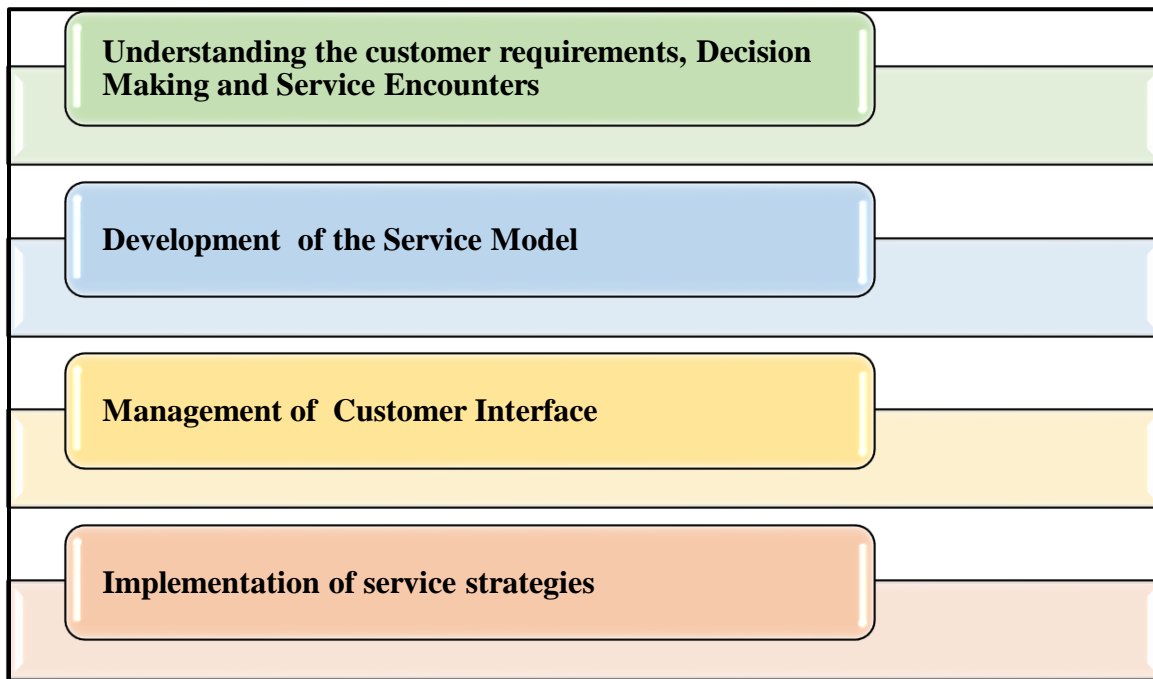 Understanding the customer requirements, Decision
Making and Service Encounters
Development  of the Service Model
Management of  Customer Interface
Implementation of service strategies